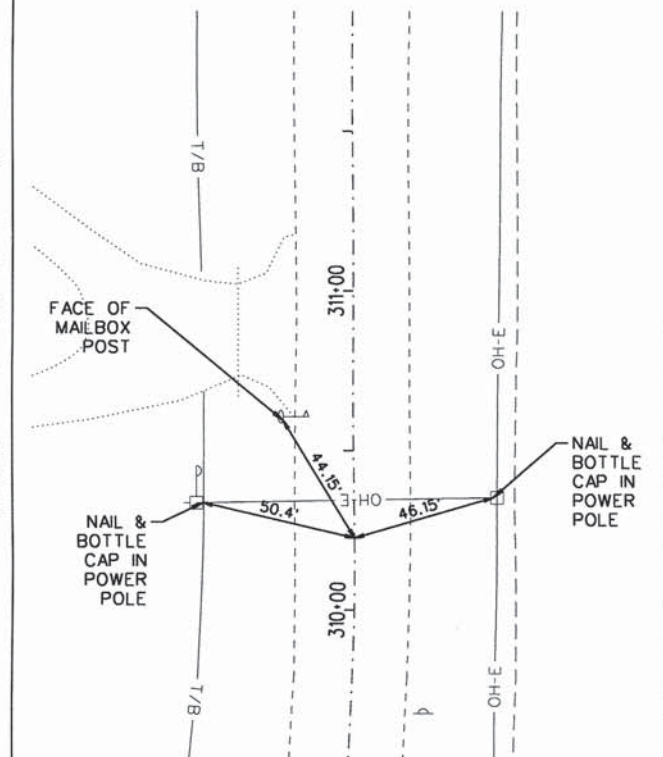 T/B
311+00
FACE OF
MAILBOX
POST
OH-E
44.15'
NAIL &
BOTTLE
CAP IN
POWER
POLE
50.4'
OH-E
46.15'
NAIL &
BOTTLE
CAP IN
POWER
POLE
310+00
T/B
OH-E